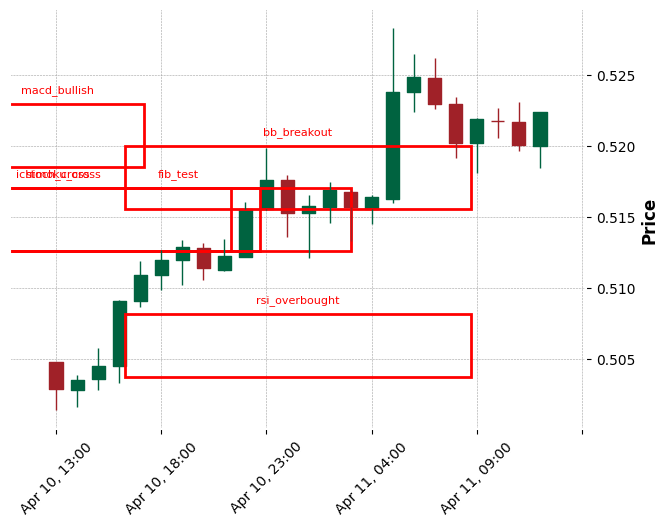 macd_bullish
bb_breakout
fib_test
rsi_overbought
0.525
0.520
0.515
0.510
0.505
Price
Apr 10, 13:00
Apr 10, 18:00
Apr 10, 23:00
Apr 11, 04:00
Apr 11, 09:00